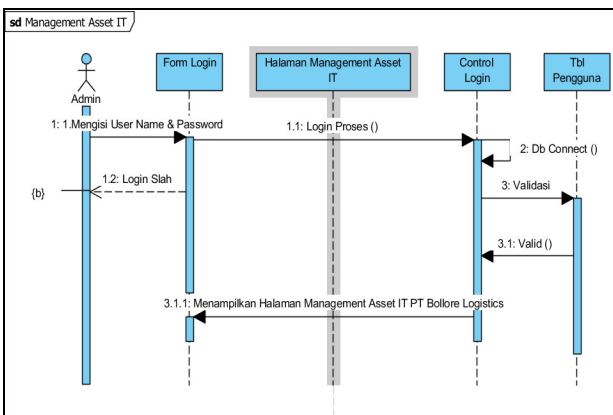 sd Management Asset IT
Form Login
Halaman Management Asset
IT
Control
Login
Tbl
Pengguna
Admin
1: 1.Mengisi User Name & Password
1.1: Login Proses ()
2: Db Connect ()
1.2: Login Slah
3: Validasi
{b}
3.1: Valid ()
3.1.1: Menampilkan Halaman Management Asset IT PT Bollore Logistics